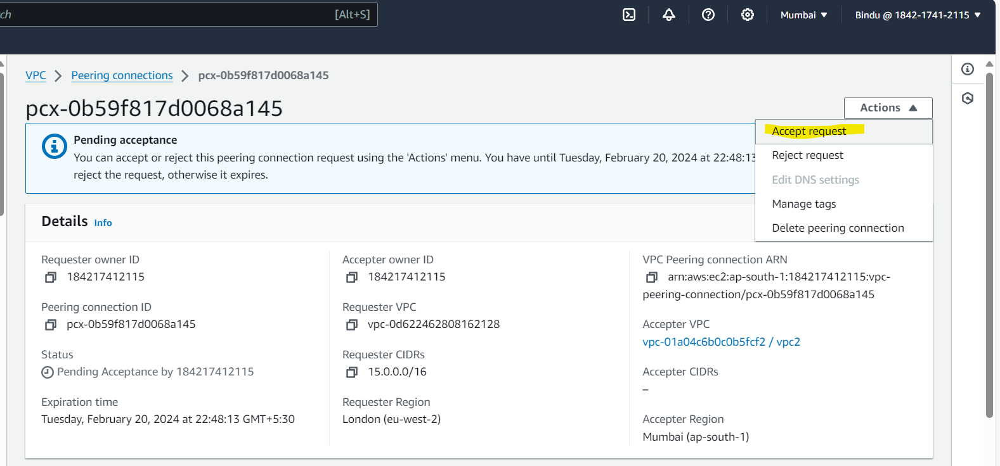 ch [Alt+S] Mumbai ▼ Bindu @ 1842-1741-2115 ▼
VPC > Peering connections > pcx-0b59f817d0068a145
pcx-0b59f817d0068a145
Actions ▲
Accept request
Reject request
Edit DNS settings
Manage tags
Delete peering connection
Pending acceptance
You can accept or reject this peering connection request using the 'Actions' menu. You have until Tuesday, February 20, 2024 at 22:48:13
reject the request, otherwise it expires.
Details Info
Requester owner ID
184217412115
Peering connection ID
pcx-0b59f817d0068a145
Status
Pending Acceptance by 184217412115
Expiration time
Tuesday, February 20, 2024 at 22:48:13 GMT+5:30
Accepter owner ID
184217412115
Requester VPC
vpc-0d622462808162128
Requester CIDRs
15.0.0.0/16
Requester Region
London (eu-west-2)
VPC Peering connection ARN
arn:aws:ec2:ap-south-1:184217412115:vpc-
peering-connection/pcx-0b59f817d0068a145
Accepter VPC
vpc-01a04c6b0c0b5fcf2 / vpc2
Accepter CIDRs
–
Accepter Region
Mumbai (ap-south-1)